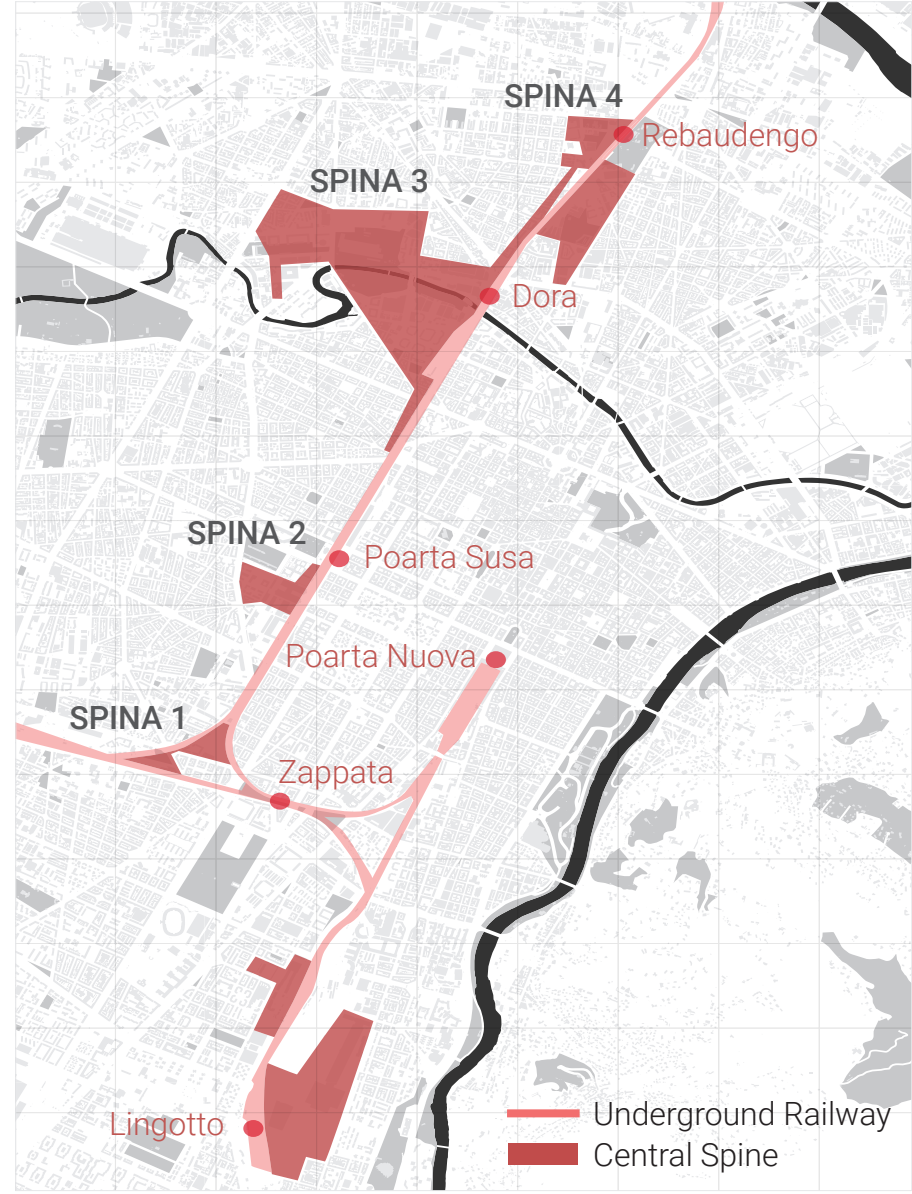 SPINA 4
Rebaudengo
SPINA 3
Dora
SPINA 2
Poarta Susa
Poarta Nuova
SPINA 1
Zappata
Lingotto
Underground Railway
Central Spine